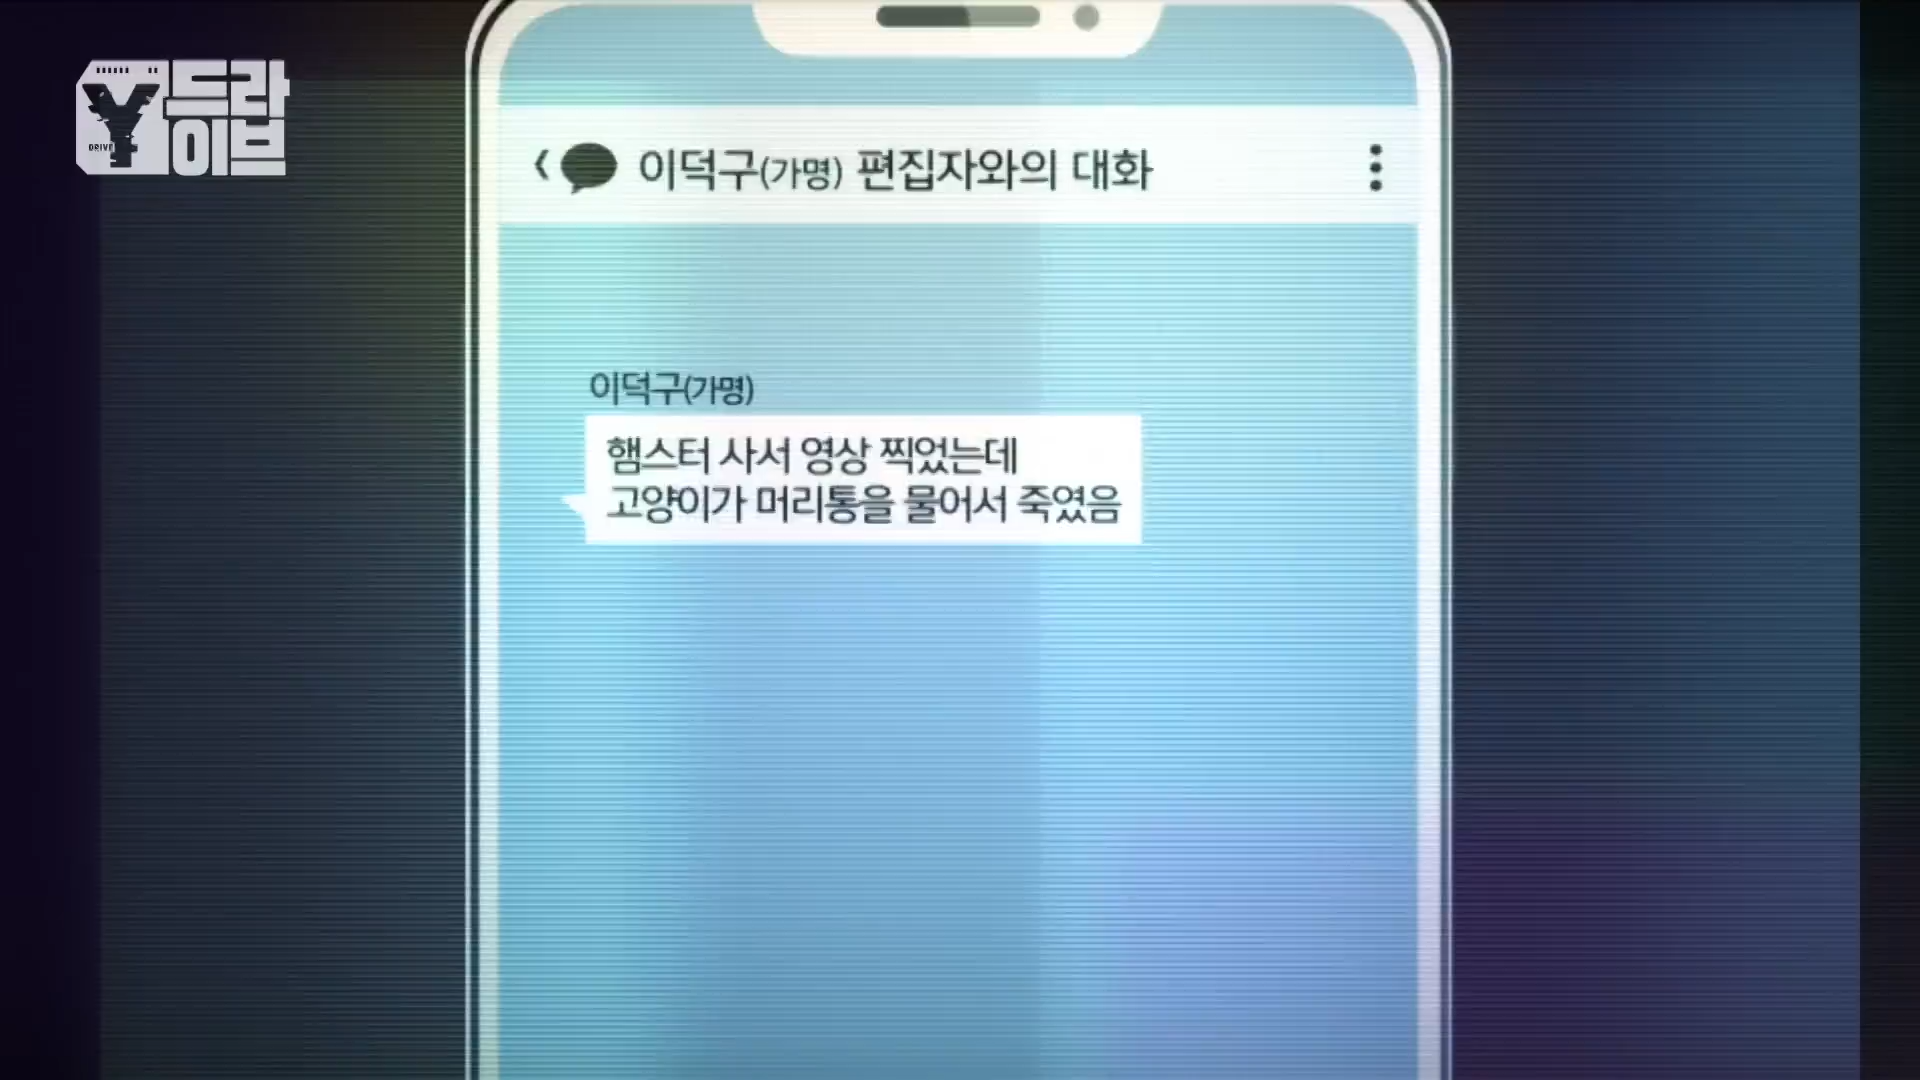 Y 드라이브
DRIVE
이덕구(가명) 편집자와의 대화
이덕구(가명)
햄스터 사서 영상 찍었는데
고양이가 머리통을 물어서 죽였음